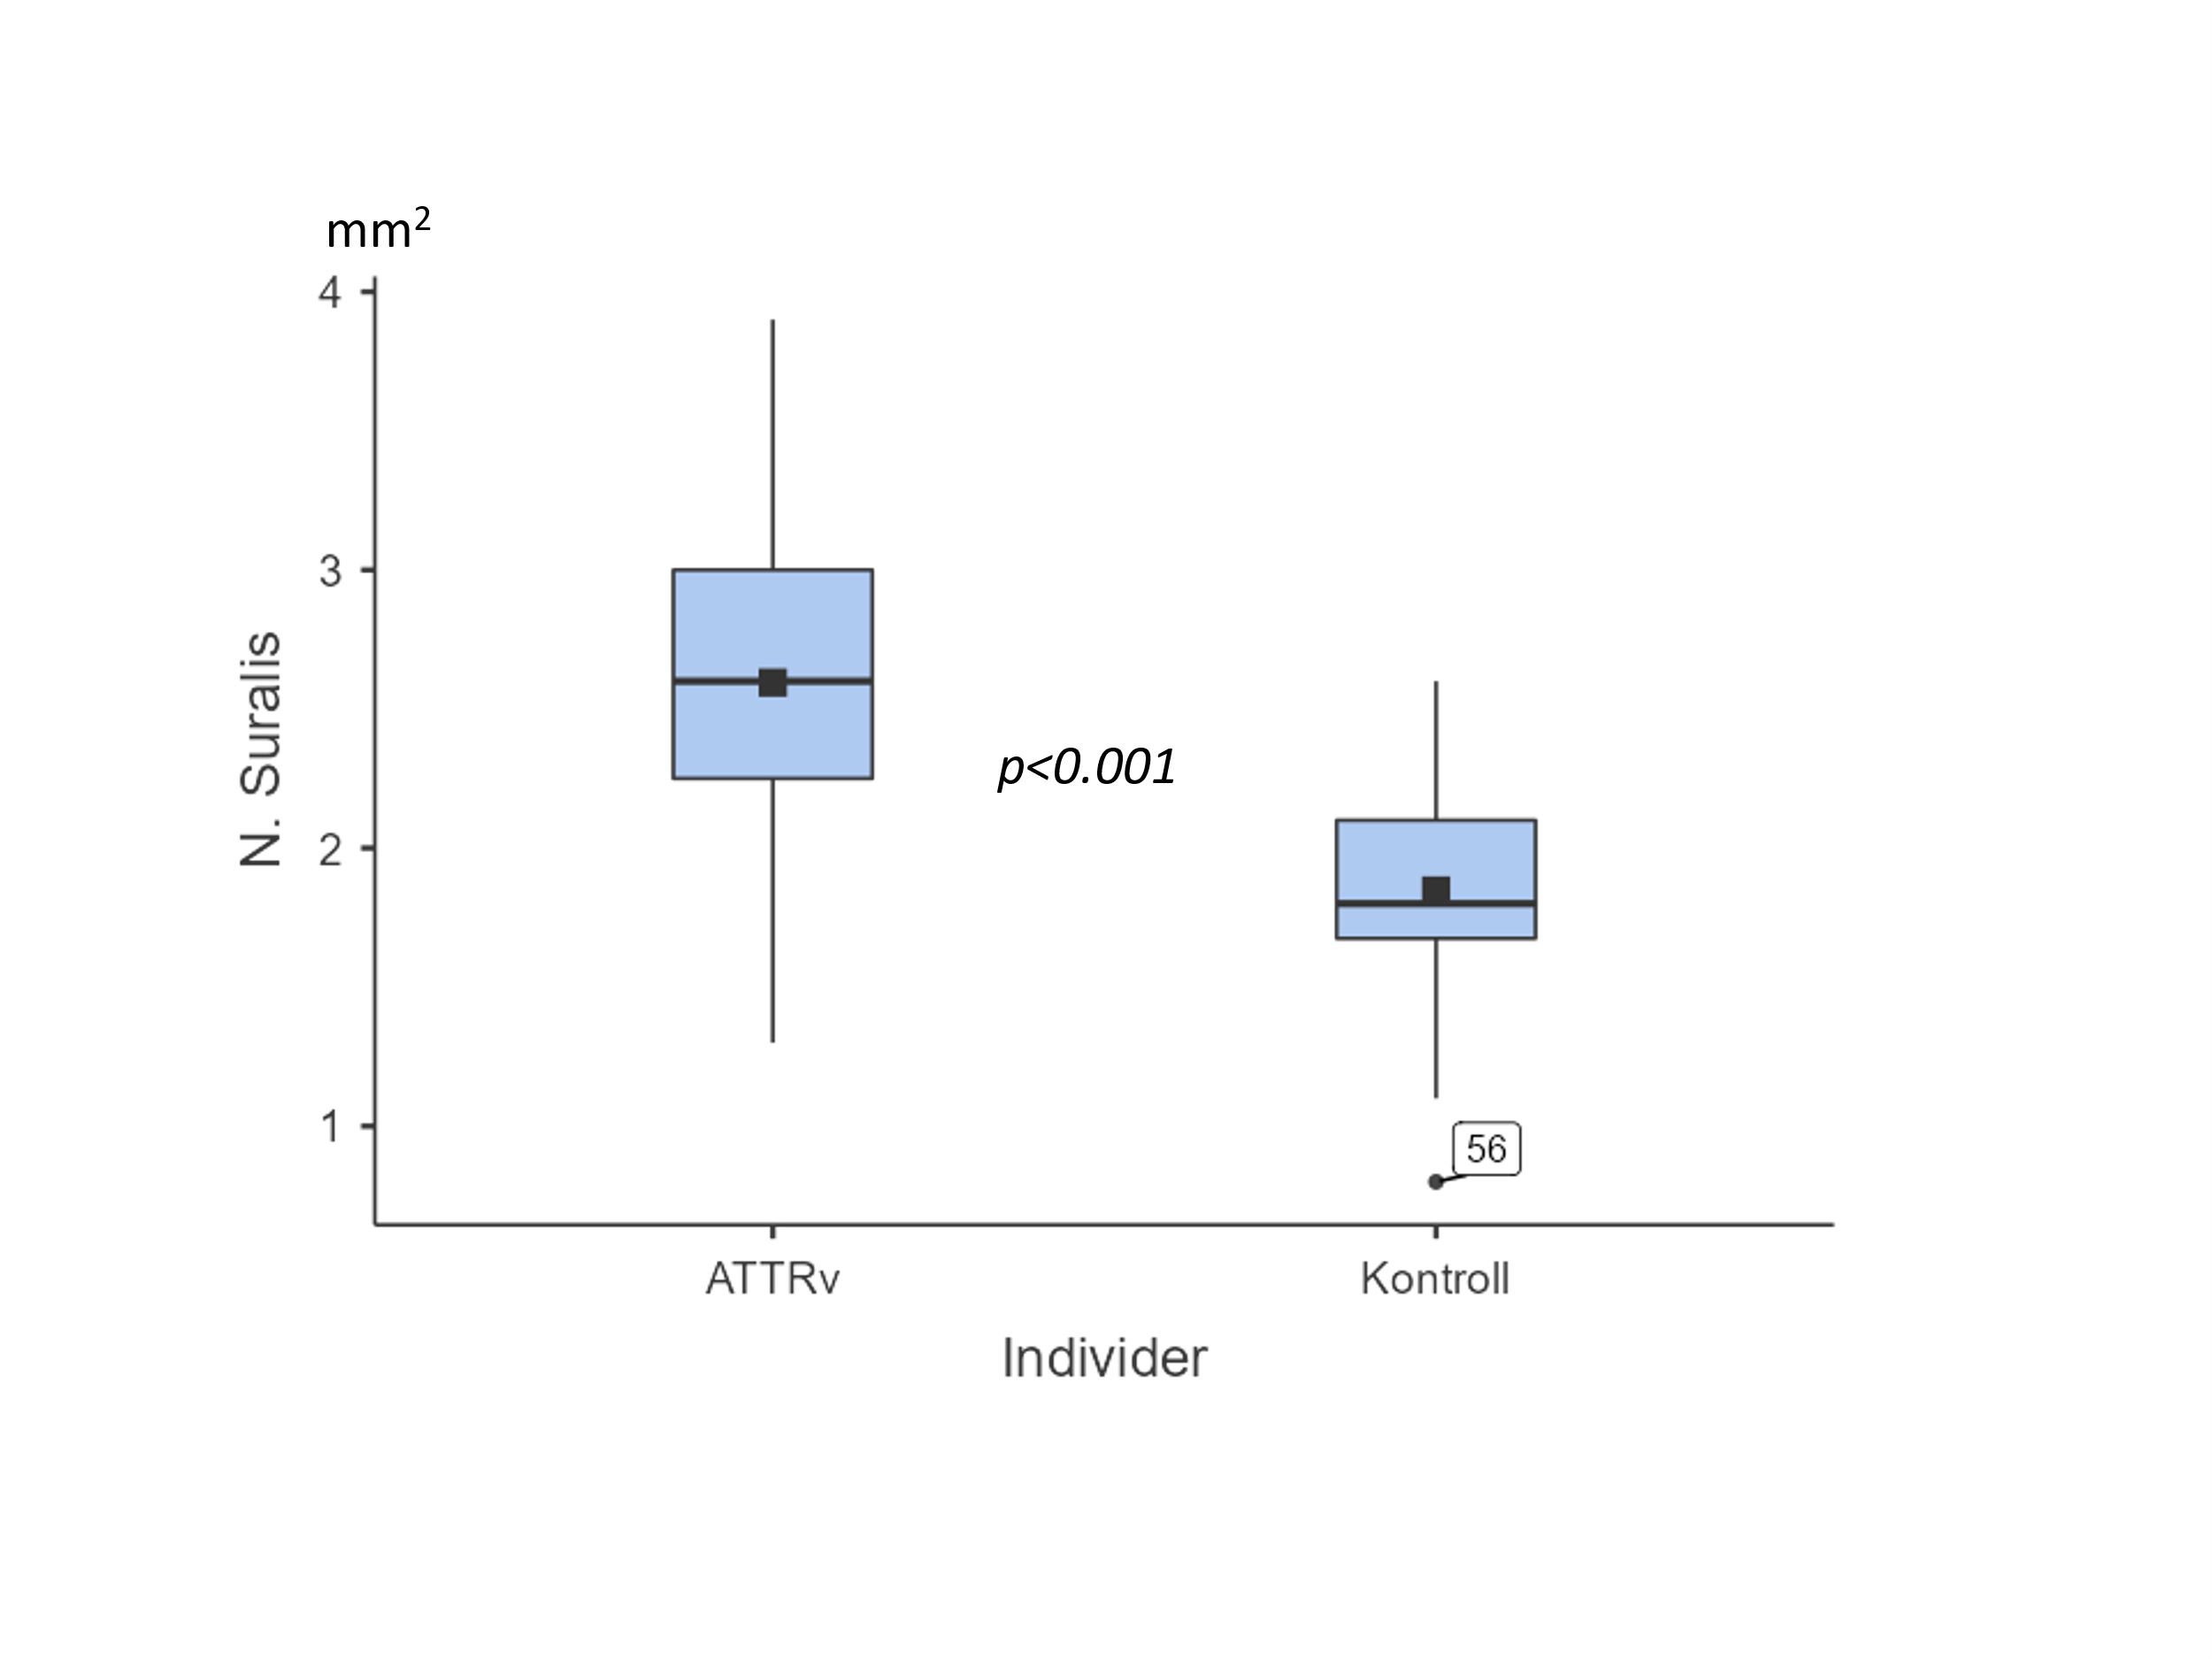 mm²
4
3
2
1
N. Suralis
p<0.001
56
ATTRv
Kontroll
Individer